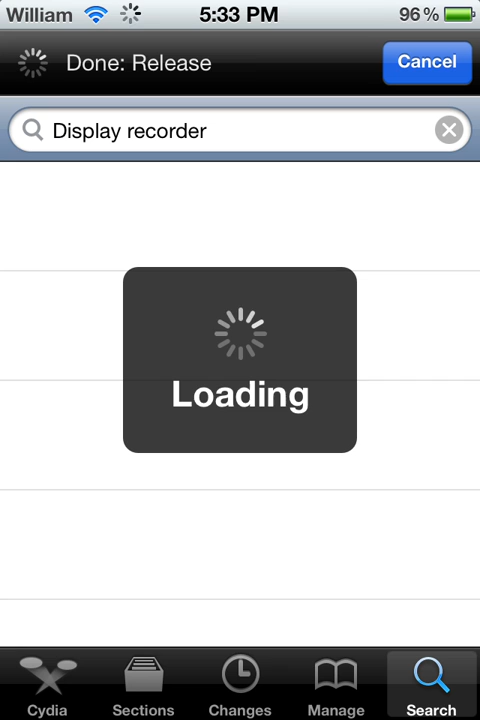 William 5:33 PM 96%
Done: Release Cancel
Display recorder
Loading
Cydia Sections Changes Manage Search